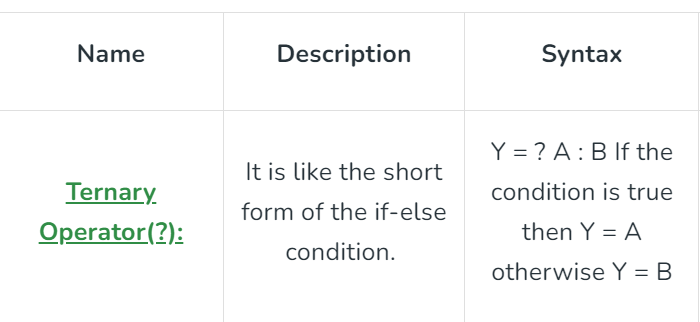 Name
Description
Syntax
Ternary
Operator(?):
It is like the short
form of the if-else
condition.
Y = ? A : B If the
condition is true
then Y = A
otherwise Y = B